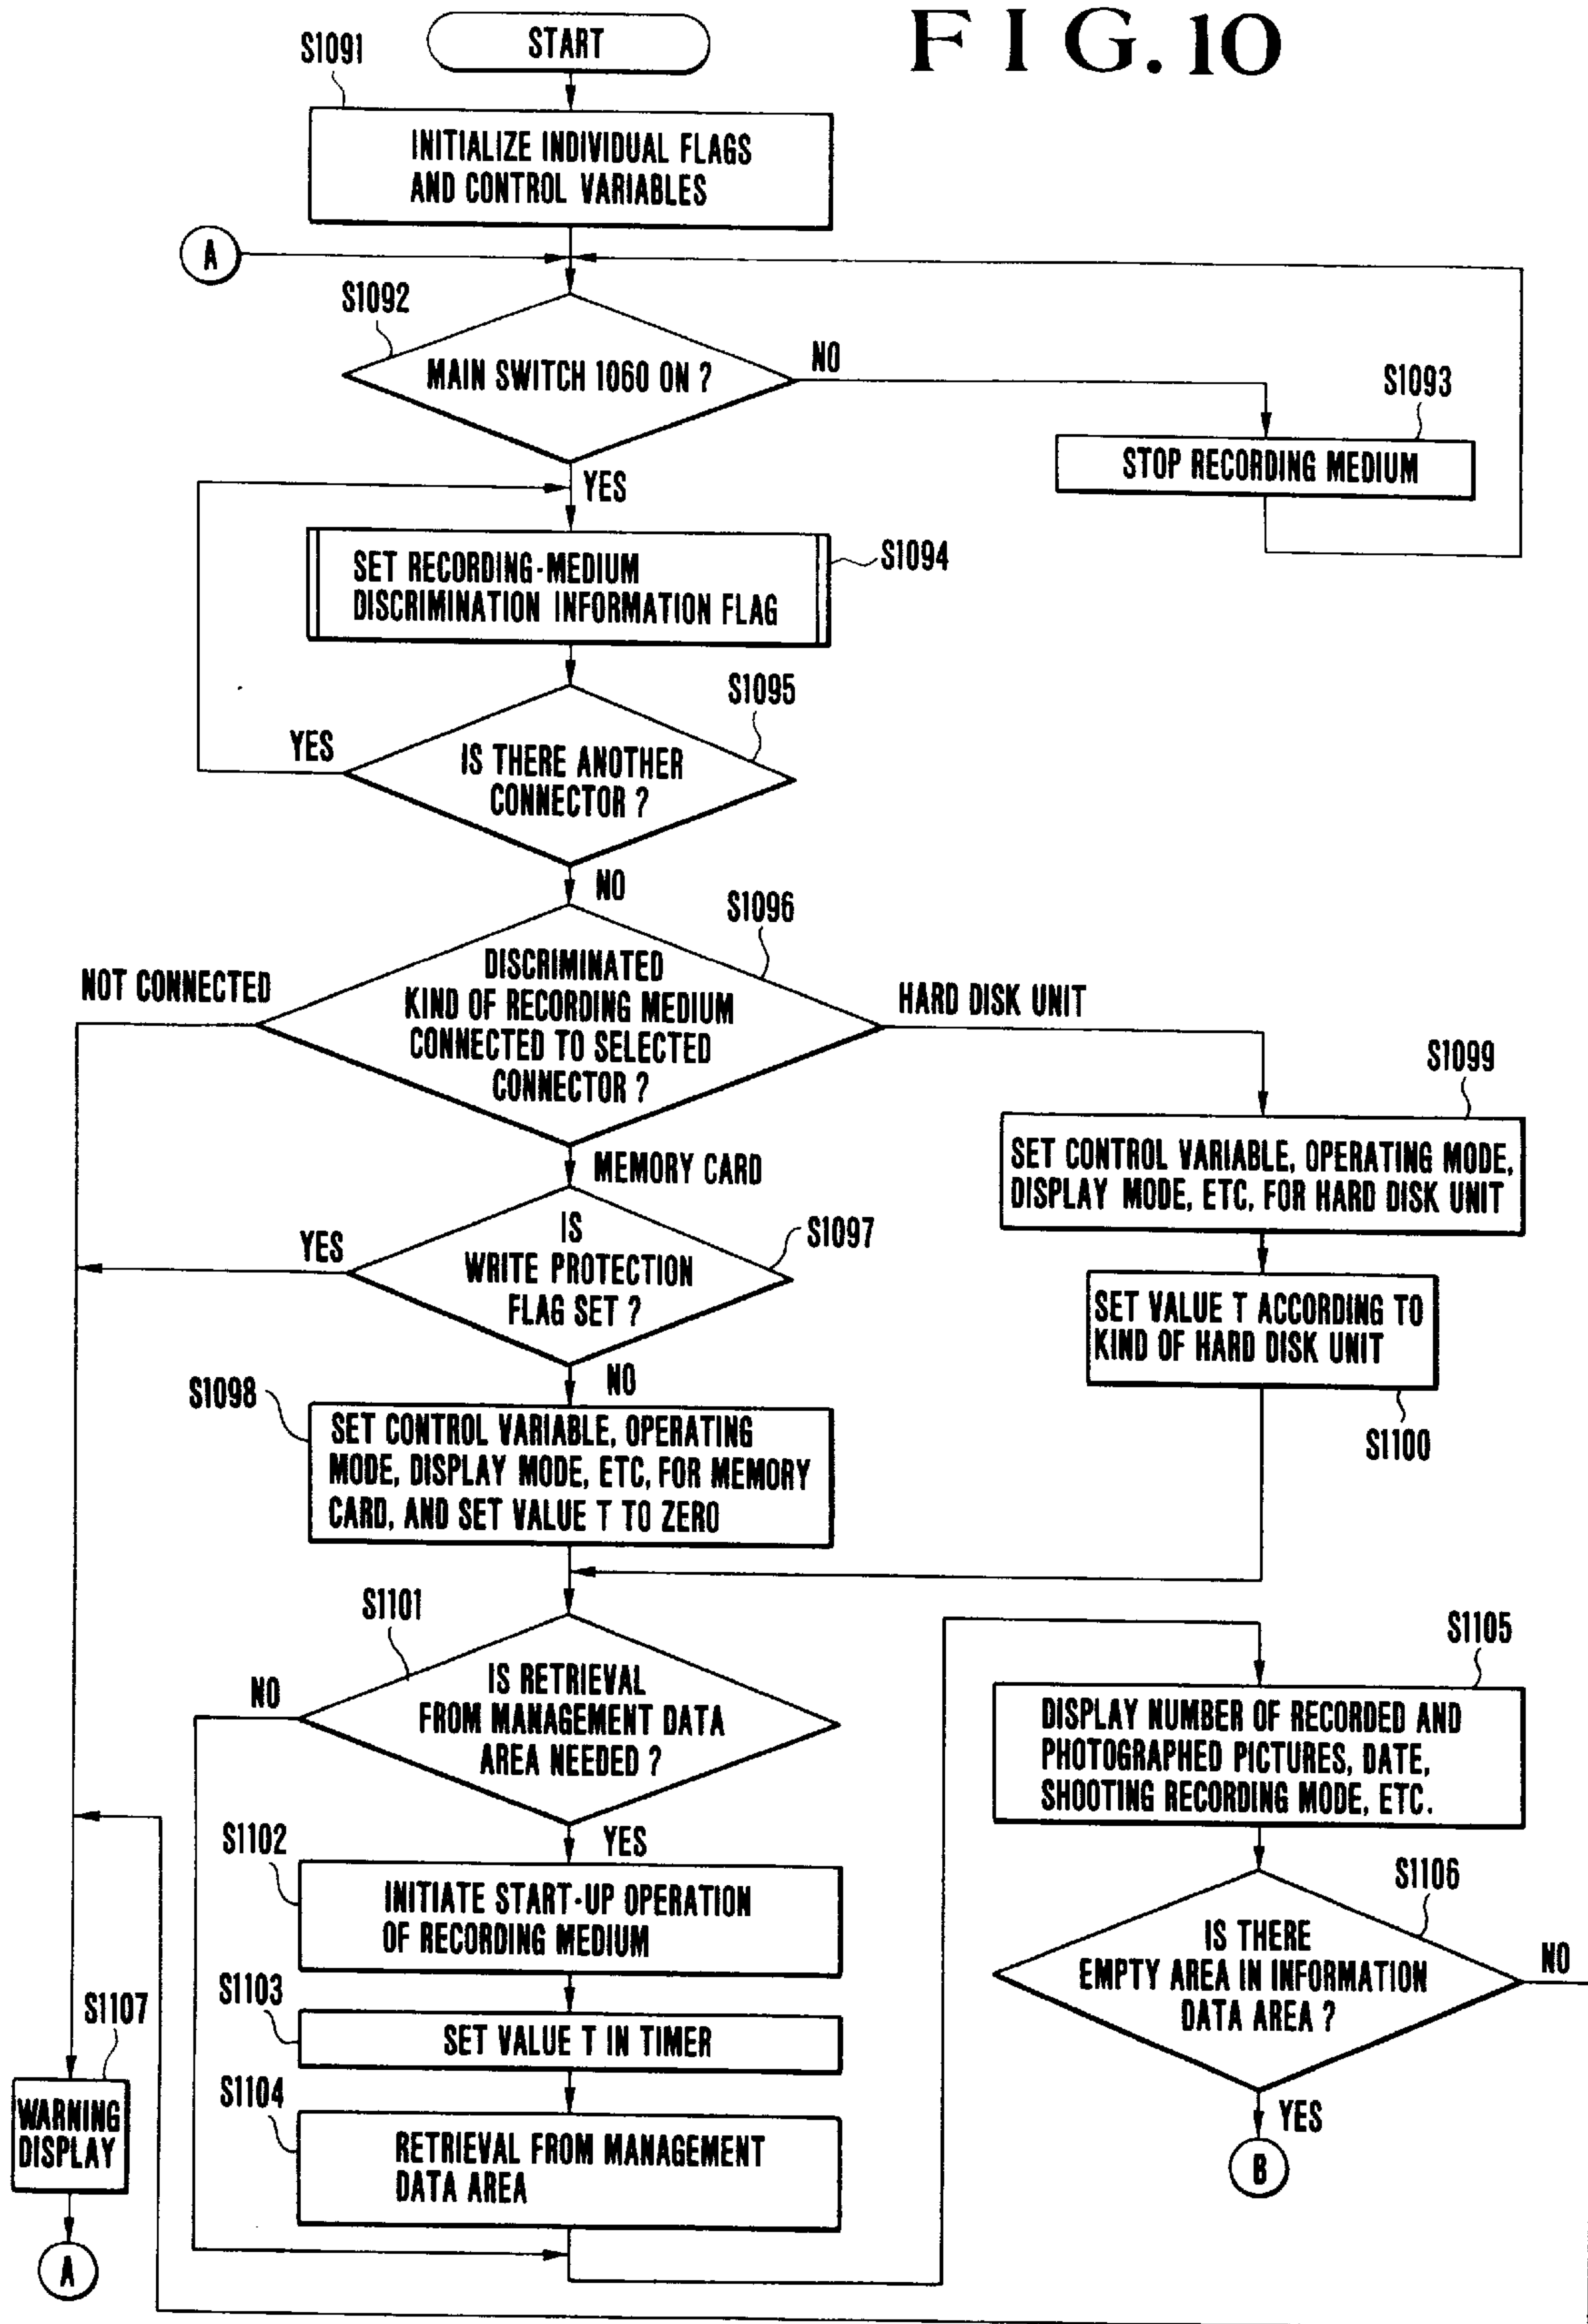 FIG. 10
START
S1091
INITIALIZE INDIVIDUAL FLAGS
AND CONTROL VARIABLES
A
S1092
MAIN SWITCH 1060 ON ?
NO
S1093
STOP RECORDING MEDIUM
YES
SET RECORDING-MEDIUM
DISCRIMINATION INFORMATION FLAG
S1094
S1095
YES
IS THERE ANOTHER
CONNECTOR ?
NO
S1096
NOT CONNECTED
DISCRIMINATED
KIND OF RECORDING MEDIUM
CONNECTED TO SELECTED
CONNECTOR ?
HARD DISK UNIT
S1099
SET CONTROL VARIABLE, OPERATING MODE,
DISPLAY MODE, ETC, FOR HARD DISK UNIT
MEMORY CARD
YES
IS
WRITE PROTECTION
FLAG SET ?
S1097
SET VALUE T ACCORDING TO
KIND OF HARD DISK UNIT
S1100
NO
S1098
SET CONTROL VARIABLE, OPERATING
MODE, DISPLAY MODE, ETC, FOR MEMORY
CARD, AND SET VALUE T TO ZERO
S1101
NO
IS RETRIEVAL
FROM MANAGEMENT DATA
AREA NEEDED ?
YES
S1102
INITIATE START-UP OPERATION
OF RECORDING MEDIUM
S1103
SET VALUE T IN TIMER
S1104
RETRIEVAL FROM MANAGEMENT
DATA AREA
S1105
DISPLAY NUMBER OF RECORDED AND
PHOTOGRAPHED PICTURES, DATE,
SHOOTING RECORDING MODE, ETC.
S1106
IS THERE
EMPTY AREA IN INFORMATION
DATA AREA ?
NO
YES
B
S1107
WARNING
DISPLAY
A